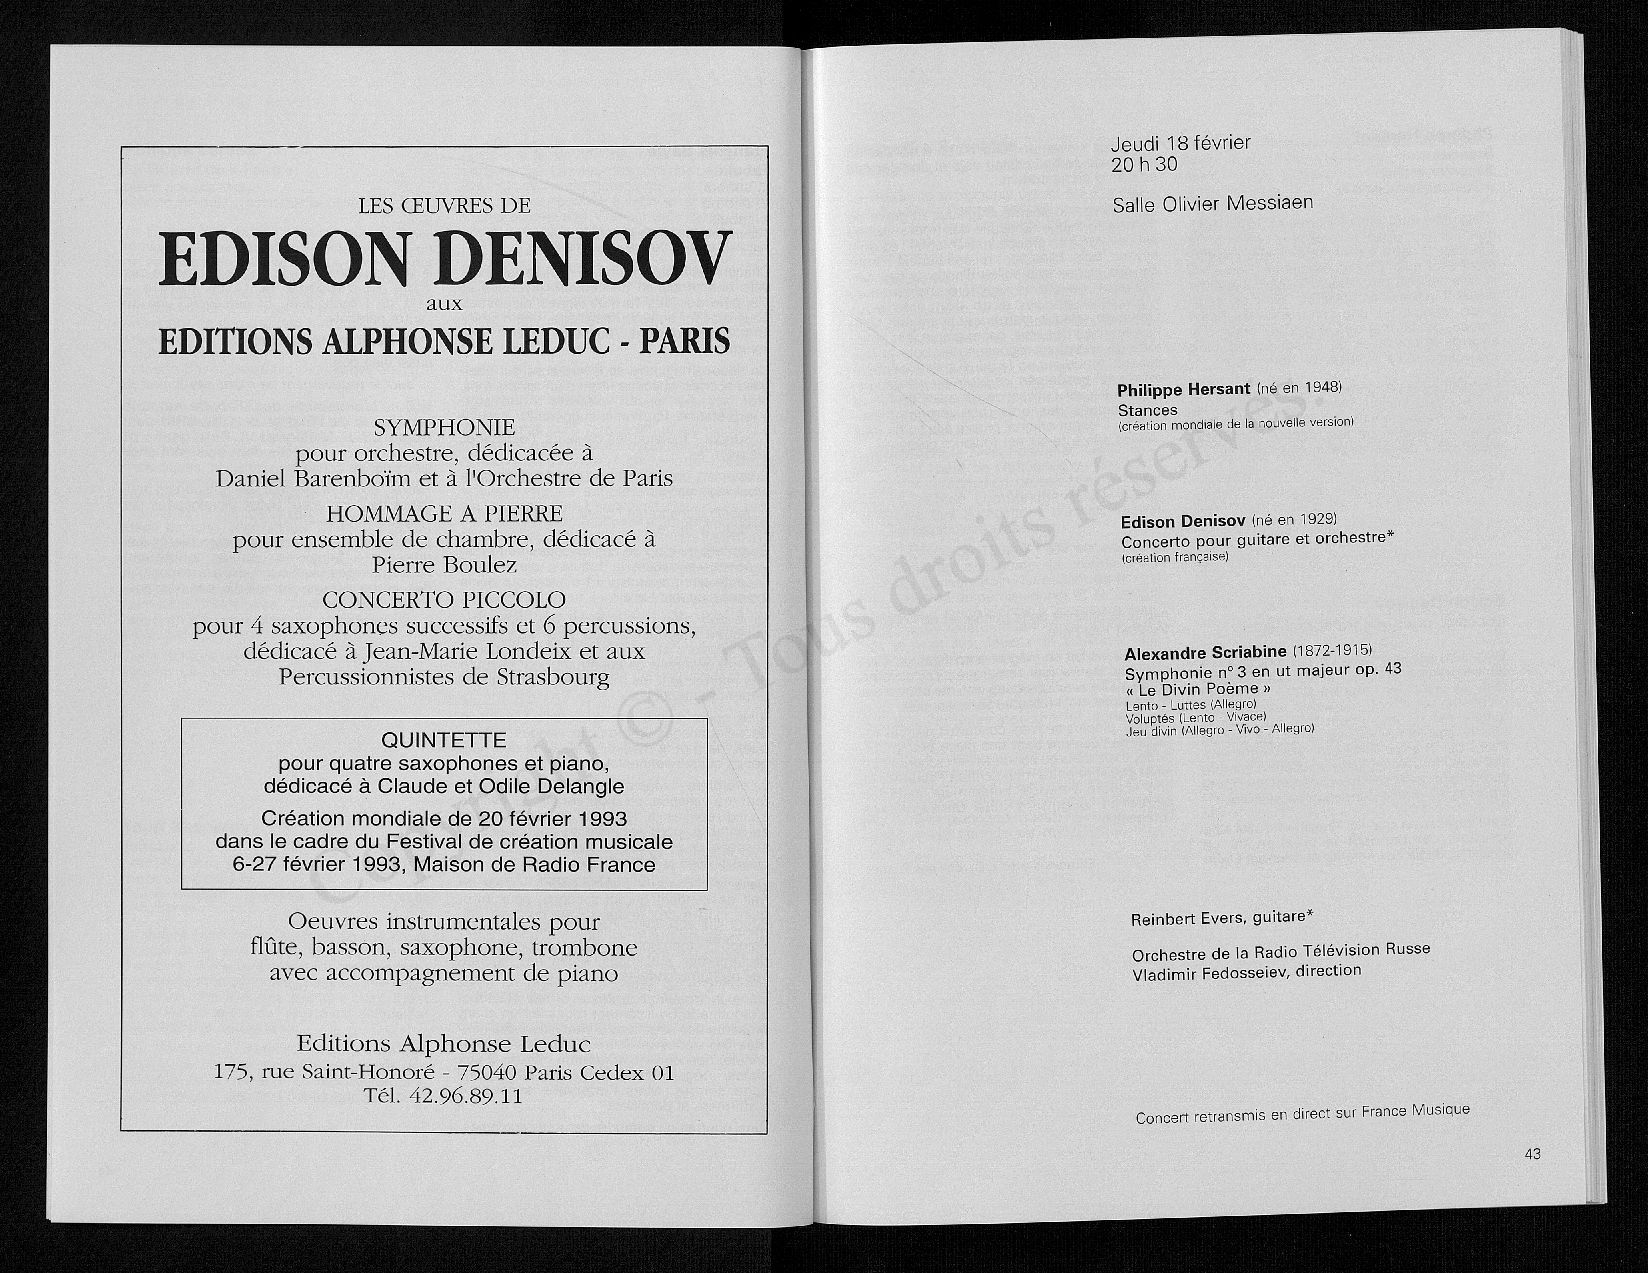 LES ŒUVRES DE
EDISON DENISOV
aux
EDITIONS ALPHONSE LEDUC - PARIS
SYMPHONIE
pour orchestre, dédicacée à
Daniel Barenboïm et à l'Orchestre de Paris
HOMMAGE A PIERRE
pour ensemble de chambre, dédicacé à
Pierre Boulez
CONCERTO PICCOLO
pour 4 saxophones successifs et 6 percussions,
dédicacé à Jean-Marie Londeix et aux
Percussionnistes de Strasbourg
QUINTETTE
pour quatre saxophones et piano,
dédicacé à Claude et Odile Delangle
Création mondiale de 20 février 1993
dans le cadre du Festival de création musicale
6-27 février 1993, Maison de Radio France
Oeuvres instrumentales pour
flûte, basson, saxophone, trombone
avec accompagnement de piano
Editions Alphonse Leduc
175, rue Saint-Honoré - 75040 Paris Cedex 01
Tél. 42.96.89.11
Jeudi 18 février
20 h 30
Salle Olivier Messiaen
Philippe Hersant (né en 1948)
Stances
(création mondiale de la nouvelle version)
Edison Denisov (né en 1929)
Concerto pour guitare et orchestre*
(création française)
Alexandre Scriabine (1872-1915)
Symphonie n° 3 en ut majeur op. 43
« Le Divin Poème »
Lento - Luttes (Allegro)
Voluptés (Lento - Vivace)
Jeu divin (Allegro - Vivo - Allegro)
Reinbert Evers, guitare*
Orchestre de la Radio Télévision Russe
Vladimir Fedosseiev, direction
Concert retransmis en direct sur France Musique
43
Copyright © - Tous droits réservés.